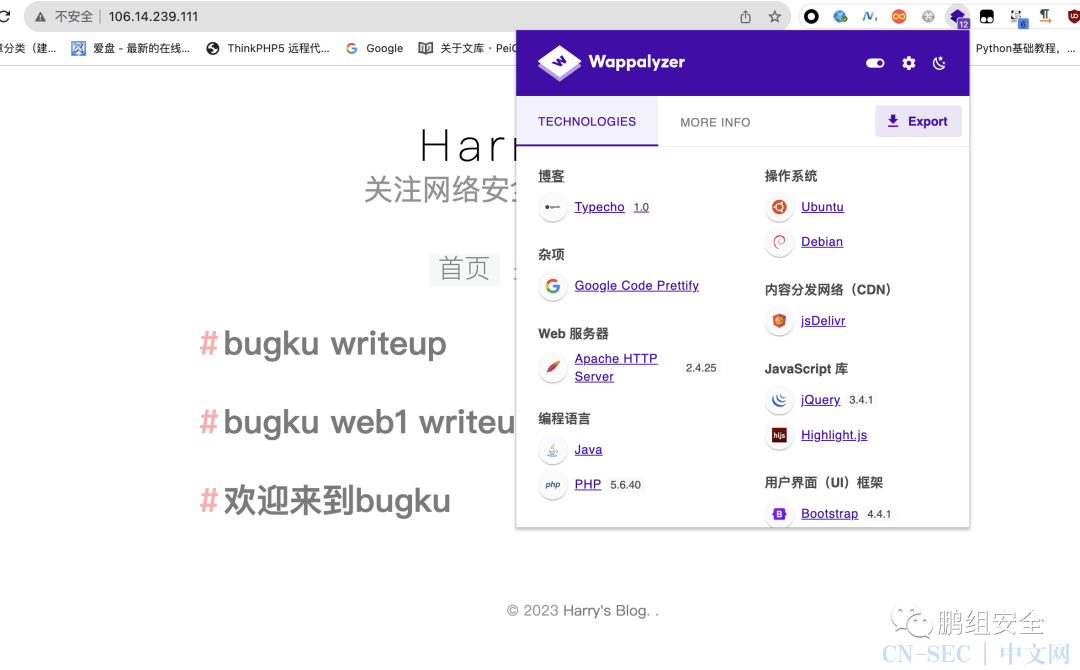 不安全 | 106.14.239.111
分类（建...
爱盘 - 最新的在线...
ThinkPHP5 远程代...
Google
关于文库 · PeiQ
Python基础教程，...
12
6
Wappalyzer
TECHNOLOGIES
MORE INFO
Export
Harr
关注网络安全
首页
博客
Typecho 1.0
杂项
Google Code Prettify
Web 服务器
Apache HTTP
Server
2.4.25
编程语言
Java
php
PHP 5.6.40
操作系统
Ubuntu
Debian
内容分发网络（CDN）
jsDelivr
JavaScript 库
jQuery 3.4.1
hljs
Highlight.js
用户界面（UI）框架
B
Bootstrap 4.4.1
#bugku writeup
#bugku web1 writeu
#欢迎来到bugku
© 2023 Harry's Blog. .
鹏组安全
CN-SEC | 中文网